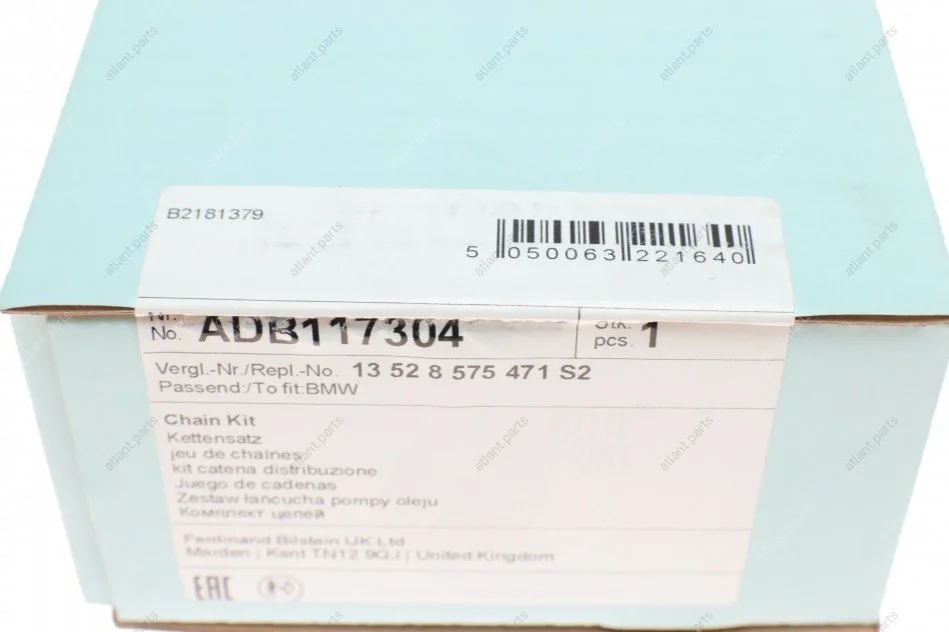 B2181379
5 050063 221640
Nr.
No. ADB117304
Stk.
pcs. 1
Vergl.-Nr./Repl.-No. 13 52 8 575 471 S2
Passend:/To fit:BMW
Chain Kit
Kettensatz
jeu de chaînes
kit catena distribuzione
Juego de cadenas
Zestaw łańcucha pompy oleju
Комплект цепей
Ferdinand Bilstein UK Ltd
Marden | Kent TN12 9QJ | United Kingdom
EAC
atlant.parts